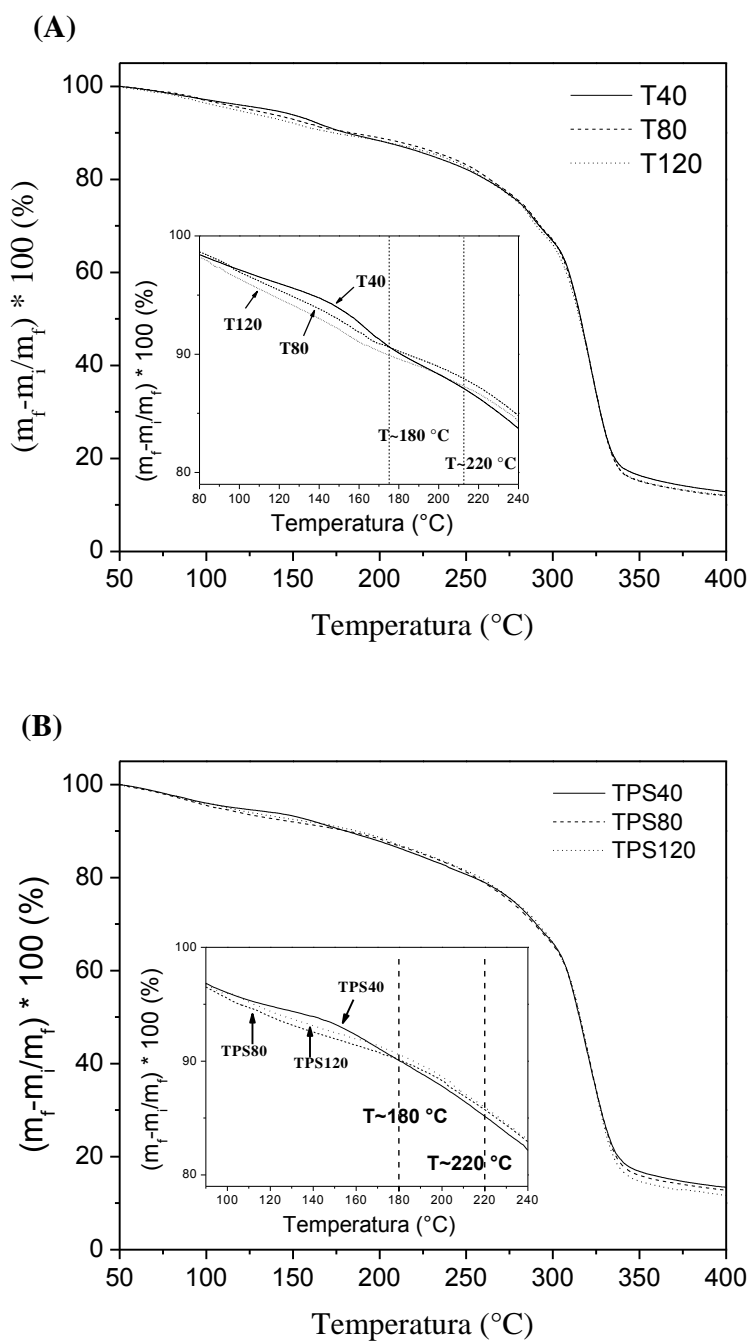 (A)
100
80
60
40
20
0
(m_f-m_i/m_f) * 100 (%)
T40
T80
T120
100
90
80
(m_f-m_i/m_f) * 100 (%)
T40
T120
T80
T~180 °C
T~220 °C
80 100 120 140 160 180 200 220 240
Temperatura (°C)
50 100 150 200 250 300 350 400
Temperatura (°C)
(B)
100
80
60
40
20
0
(m_f-m_i/m_f) * 100 (%)
TPS40
TPS80
TPS120
100
90
80
(m_f-m_i/m_f) * 100 (%)
TPS40
TPS80
TPS120
T~180 °C
T~220 °C
100 120 140 160 180 200 220 240
Temperatura (°C)
50 100 150 200 250 300 350 400
Temperatura (°C)